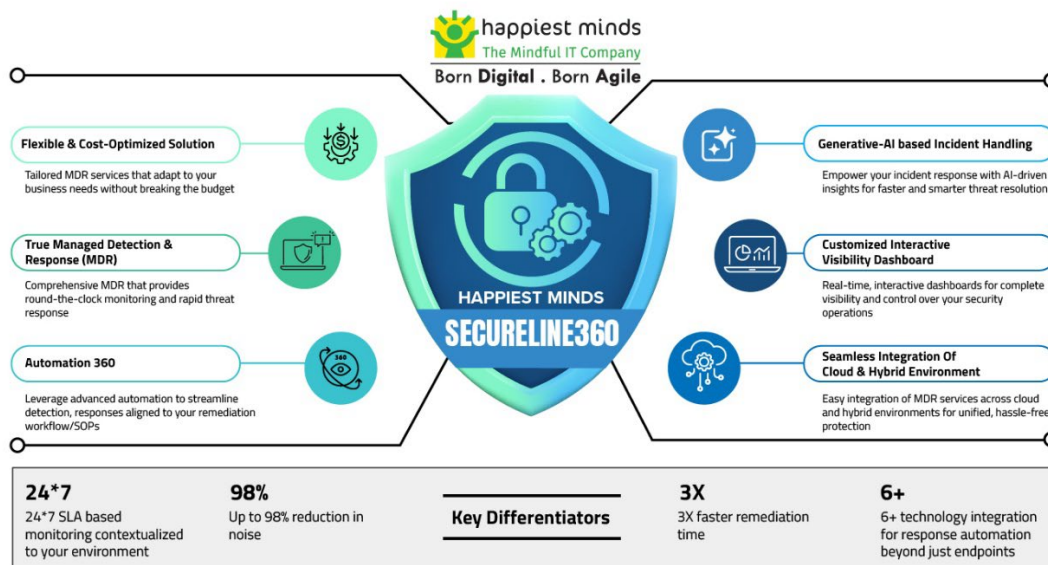 happiest minds
The Mindful IT Company
Born Digital . Born Agile
Flexible & Cost-Optimized Solution
Tailored MDR services that adapt to your
business needs without breaking the budget
True Managed Detection &
Response (MDR)
Comprehensive MDR that provides
round-the-clock monitoring and rapid threat
response
Automation 360
360
Leverage advanced automation to streamline
detection, responses aligned to your remediation
workflow/SOPs
HAPPIEST MINDS
SECURELINE360
Generative-AI based Incident Handling
Empower your incident response with AI-driven
insights for faster and smarter threat resolution
Customized Interactive
Visibility Dashboard
Real-time, interactive dashboards for complete
visibility and control over your security
operations
Seamless Integration Of
Cloud & Hybrid Environment
Easy integration of MDR services across cloud
and hybrid environments for unified, hassle-free
protection
24*7
24*7 SLA based
monitoring contextualized
to your environment
98%
Up to 98% reduction in
noise
Key Differentiators
3X
3X faster remediation
time
6+
6+ technology integration
for response automation
beyond just endpoints